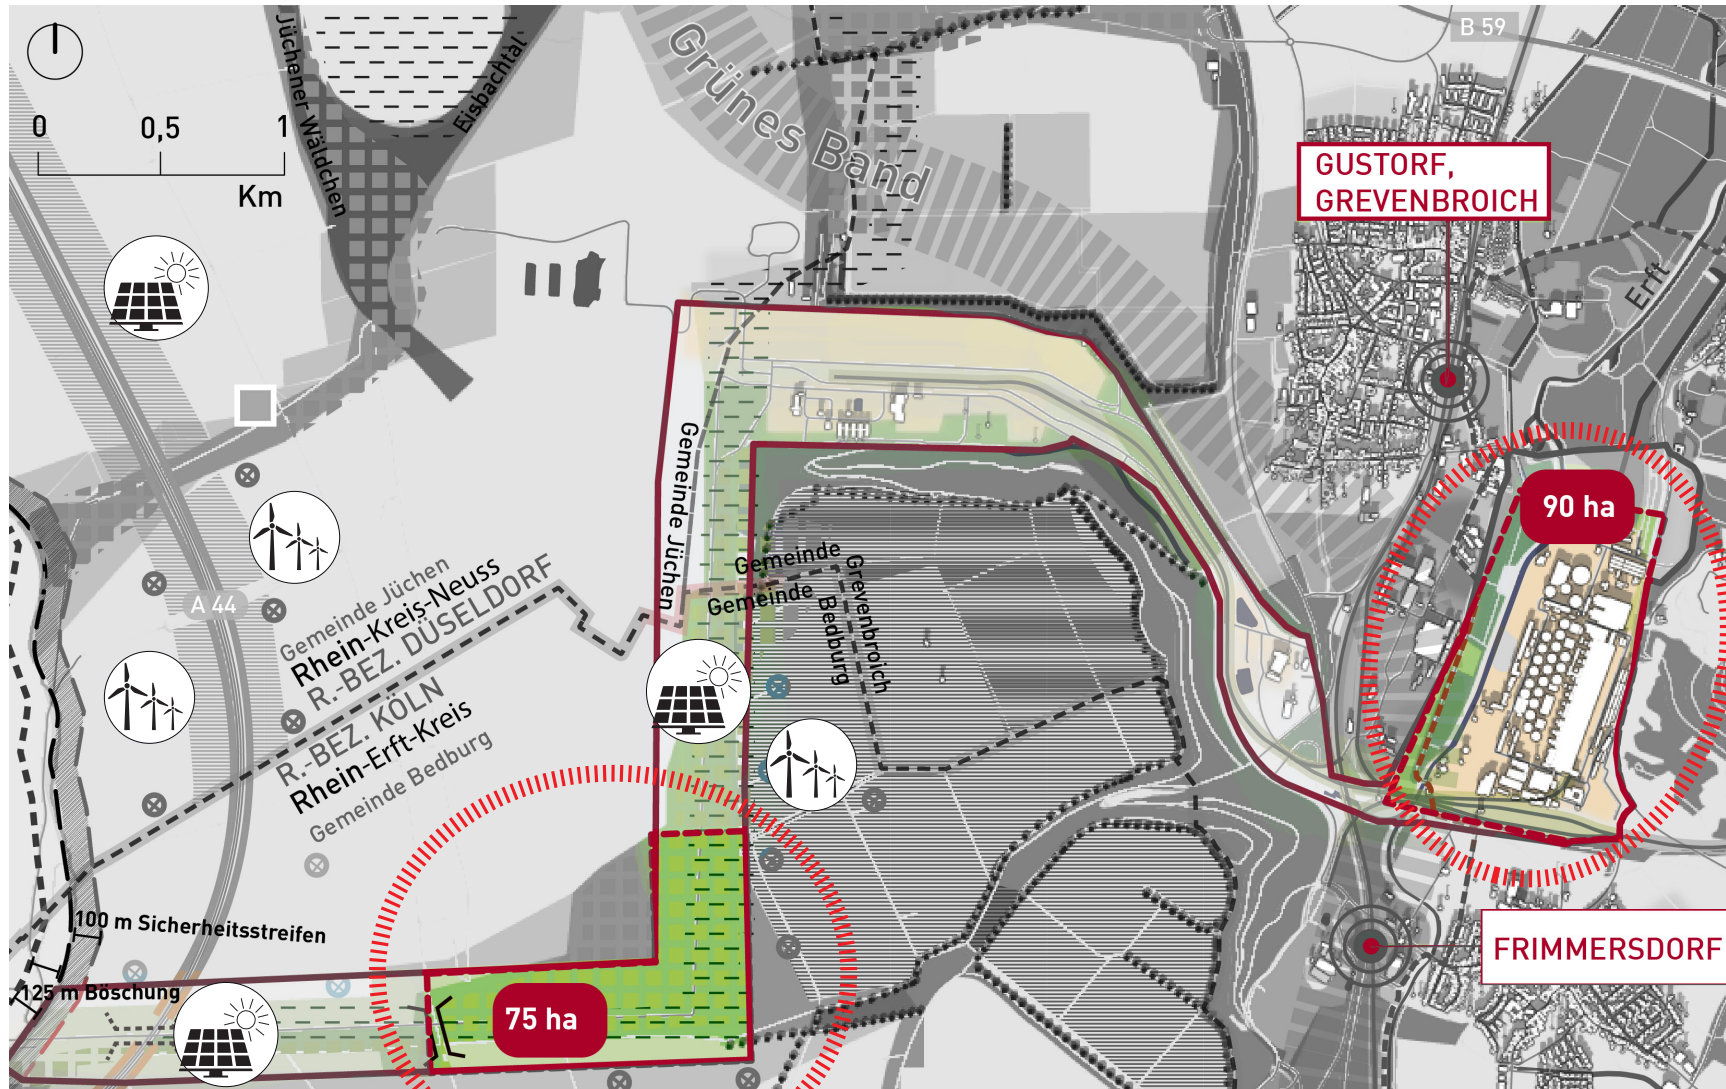 B 59
0 0,5 1
Km
Jüchener Wäldchen
Eisbachtal
Grünes Band
GUSTORF,
GREVENBROICH
Erft
Gemeinde Jüchen
90 ha
Gemeinde
Grevenbroich
Gemeinde
Bedburg
A 44
Gemeinde Jüchen
Rhein-Kreis-Neuss
R.-BEZ. DÜSELDORF
R.-BEZ. KÖLN
Rhein-Erft-Kreis
Gemeinde Bedburg
100 m Sicherheitsstreifen
125 m Böschung
75 ha
FRIMMERSDORF